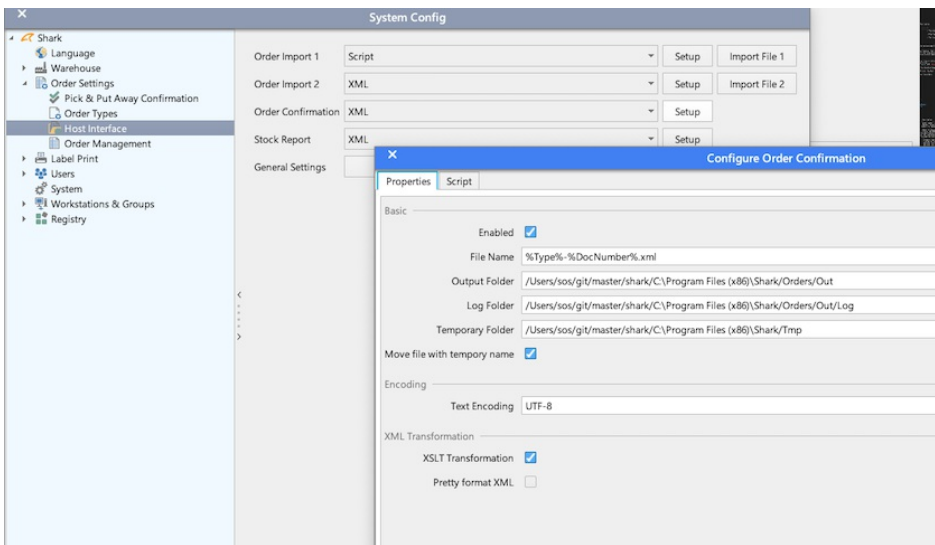 System Config
Shark
Language
Warehouse
Order Settings
Pick & Put Away Confirmation
Order Types
Host Interface
Order Management
Label Print
Users
System
Workstations & Groups
Registry
Order Import 1 Script Setup Import File 1
Order Import 2 XML Setup Import File 2
Order Confirmation XML Setup
Stock Report XML Setup
General Settings
Configure Order Confirmation
Properties Script
Basic
Enabled
File Name %Type%-%DocNumber%.xml
Output Folder /Users/sos/git/master/shark/C:\Program Files (x86)\Shark/Orders/Out
Log Folder /Users/sos/git/master/shark/C:\Program Files (x86)\Shark/Orders/Out/Log
Temporary Folder /Users/sos/git/master/shark/C:\Program Files (x86)\Shark/Tmp
Move file with tempory name
Encoding
Text Encoding UTF-8
XML Transformation
XSLT Transformation
Pretty format XML